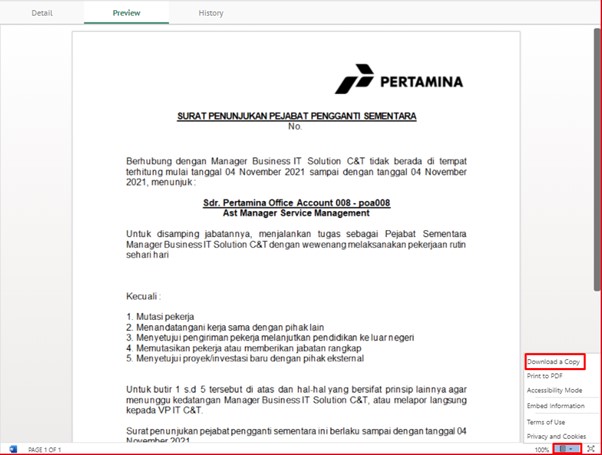 Detail Preview History
PERTAMINA
SURAT PENUNJUKAN PEJABAT PENGGANTI SEMENTARA
No.
Berhubung dengan Manager Business IT Solution C&T tidak berada di tempat
terhitung mulai tanggal 04 November 2021 sampai dengan tanggal 04 November
2021, menunjuk :
Sdr. Pertamina Office Account 008 - poa008
Ast Manager Service Management
Untuk disamping jabatannya, menjalankan tugas sebagai Pejabat Sementara
Manager Business IT Solution C&T dengan wewenang melaksanakan pekerjaan rutin
sehari hari
Kecuali :
1. Mutasi pekerja
2. Menandatangani kerja sama dengan pihak lain
3. Menyetujui pengiriman pekerja melanjutkan pendidikan ke luar negeri
4. Memutasikan pekerja atau memberikan jabatan rangkap
5. Menyetujui proyek/investasi baru dengan pihak eksternal
Untuk butir 1 s.d 5 tersebut di atas dan hal-hal yang bersifat prinsip lainnya agar
menunggu kedatangan Manager Business IT Solution C&T, atau melapor langsung
kepada VP IT C&T.
Surat penunjukan pejabat pengganti sementara ini berlaku sampai dengan tanggal 04
November 2021
Download a Copy
Print to PDF
Accessibility Mode
Embed Information
Terms of Use
Privacy and Cookies
PAGE 1 OF 1 100%